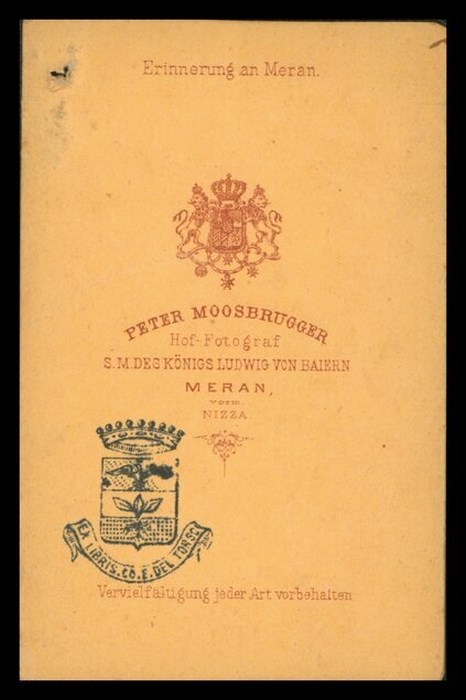 Erinnerung an Meran.
PETER MOOSBRUGGER
Hof-Fotograf
S.M. DES KÖNIGS LUDWIG VON BAIERN
MERAN,
VORM.
NIZZA.
EX LIBRIS. CO. E. DEL TORSO
Vervielfältigung jeder Art vorbehalten